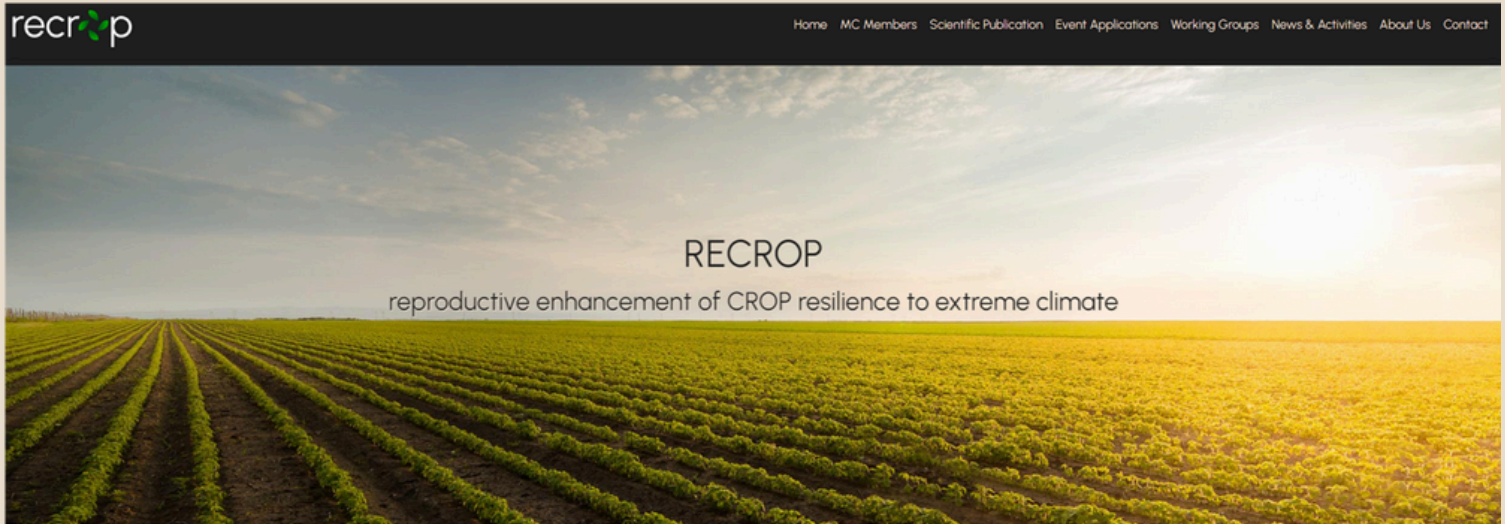 recrop
Home MC Members Scientific Publication Event Applications Working Groups News & Activities About Us Contact
RECROP
reproductive enhancement of CROP resilience to extreme climate